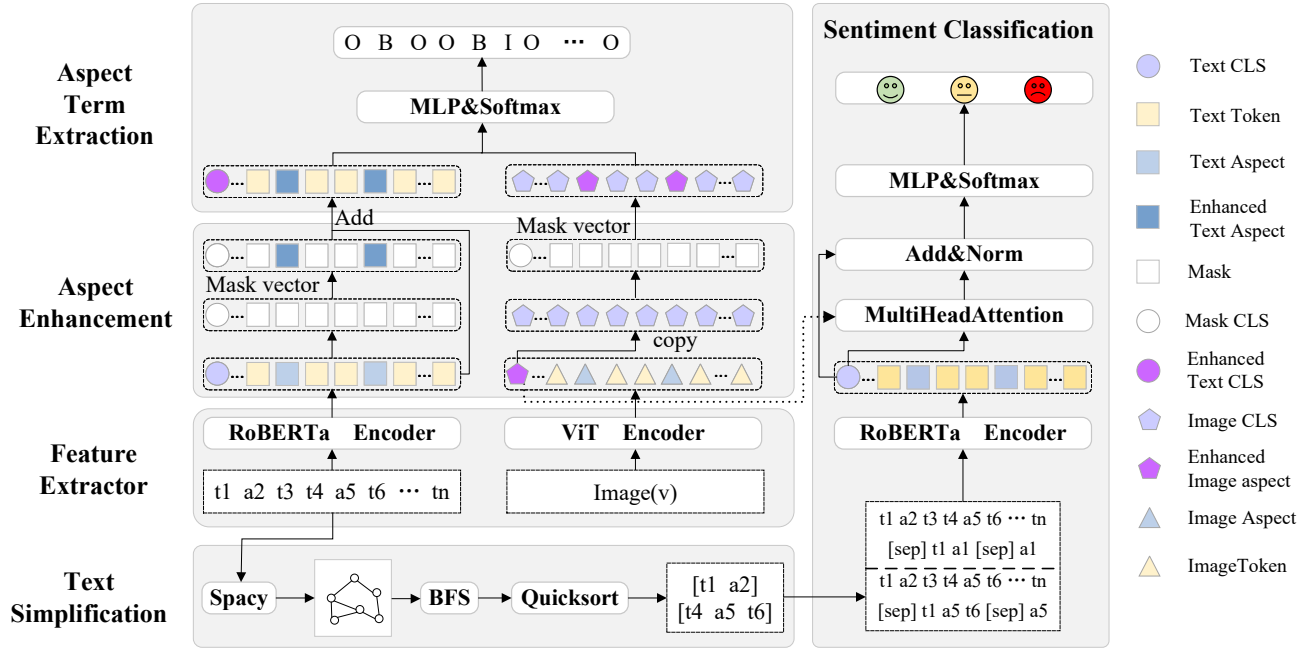 Aspect
Term
Extraction
O B O O B I O ··· O
MLP&Softmax
Add
Aspect
Enhancement
Mask vector
Mask vector
copy
Feature
Extractor
RoBERTa Encoder
ViT Encoder
t1 a2 t3 t4 a5 t6 ··· tn
Image(v)
Text
Simplification
Spacy
BFS
Quicksort
[t1 a2]
[t4 a5 t6]
Sentiment Classification
MLP&Softmax
Add&Norm
MultiHeadAttention
RoBERTa Encoder
t1 a2 t3 t4 a5 t6 ··· tn
[sep] t1 a1 [sep] a1
t1 a2 t3 t4 a5 t6 ··· tn
[sep] t1 a5 t6 [sep] a5
Text CLS
Text Token
Text Aspect
Enhanced
Text Aspect
Mask
Mask CLS
Enhanced
Text CLS
Image CLS
Enhanced
Image aspect
Image Aspect
ImageToken